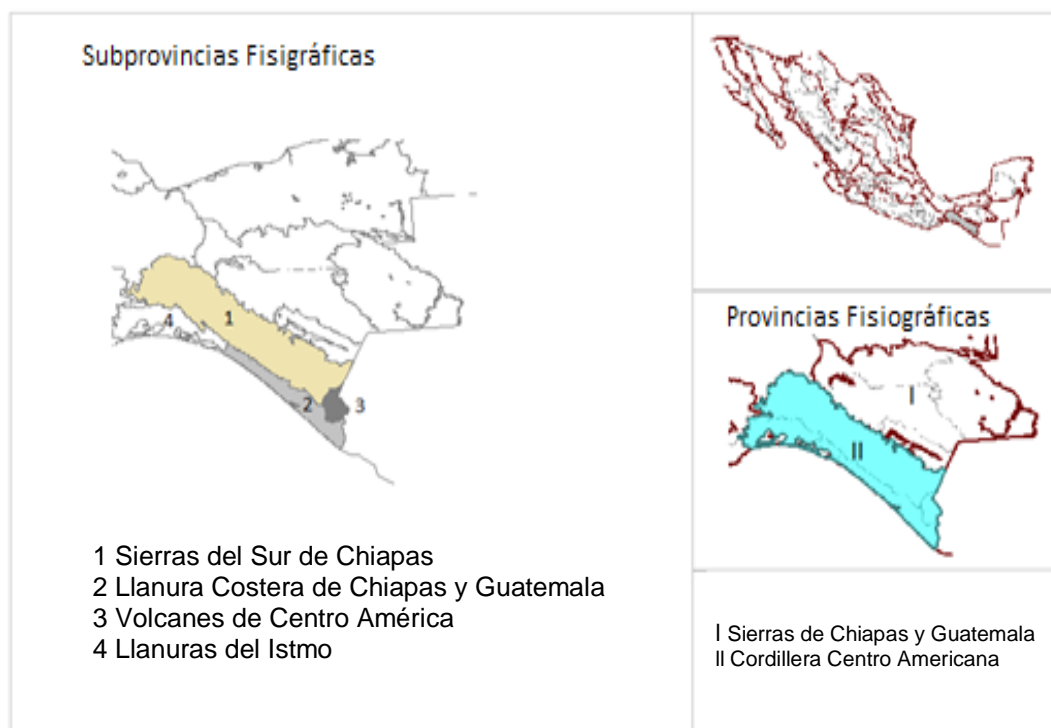 Subprovincias Fisigráficas
1
4
2
3
1 Sierras del Sur de Chiapas
2 Llanura Costera de Chiapas y Guatemala
3 Volcanes de Centro América
4 Llanuras del Istmo
Provincias Fisiográficas
I
II
I Sierras de Chiapas y Guatemala
II Cordillera Centro Americana